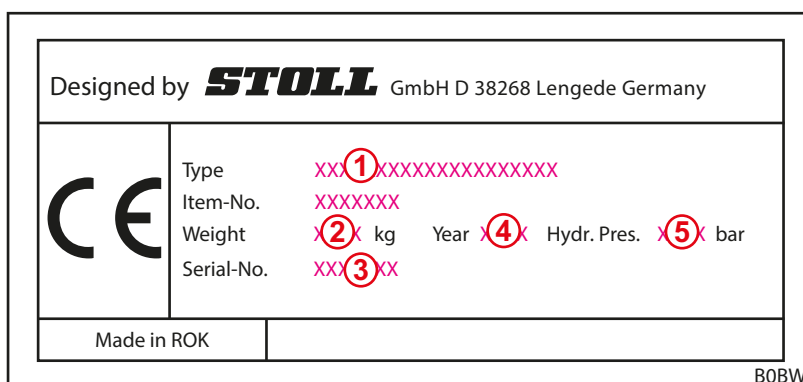 Designed by STOLL GmbH D 38268 Lengede Germany
CE
Type XXX1XXXXXXXXXXXXXXX
Item-No. XXXXXXX
Weight X2X kg Year X4X Hydr. Pres. X5X bar
Serial-No. XXX3XX
Made in ROK
B0BW